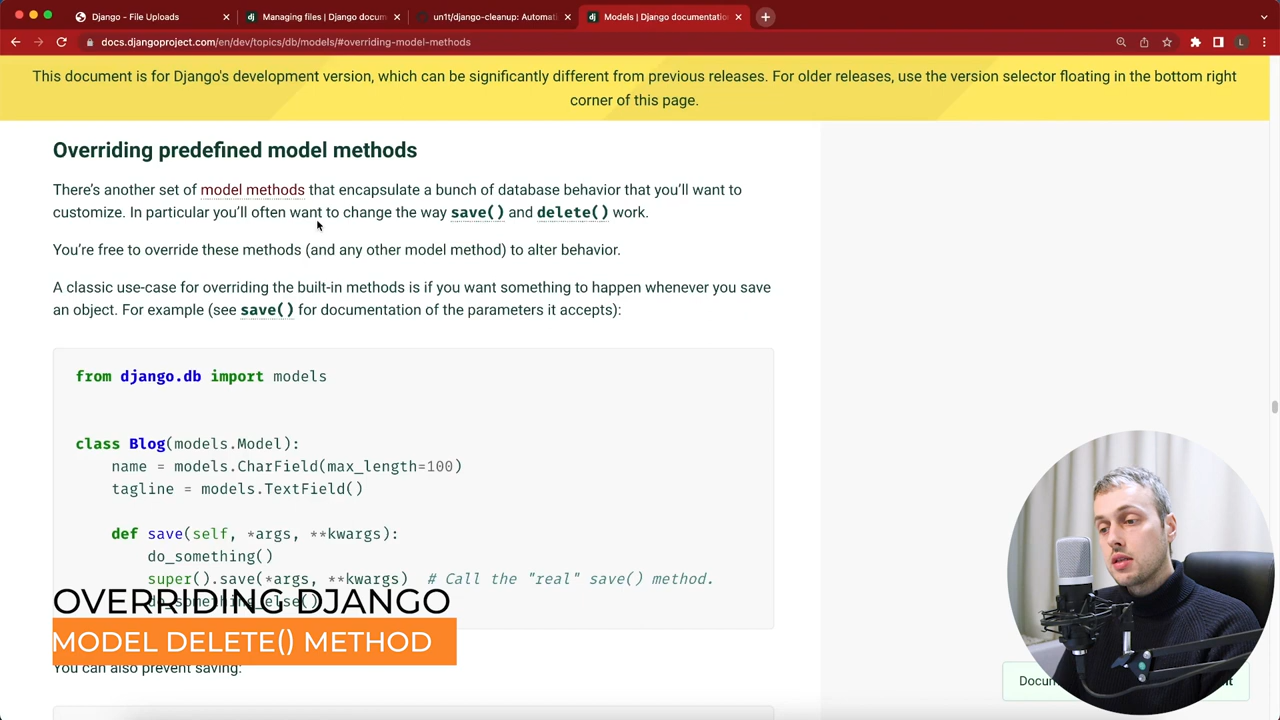 Django - File Uploads
Managing files | Django docum
un1t/django-cleanup: Automati
Models | Django documentatio
docs.djangoproject.com/en/dev/topics/db/models/#overriding-model-methods
L
This document is for Django's development version, which can be significantly different from previous releases. For older releases, use the version selector floating in the bottom right
corner of this page.
Overriding predefined model methods
There's another set of model methods that encapsulate a bunch of database behavior that you'll want to
customize. In particular you'll often want to change the way save() and delete() work.
You're free to override these methods (and any other model method) to alter behavior.
A classic use-case for overriding the built-in methods is if you want something to happen whenever you save
an object. For example (see save() for documentation of the parameters it accepts):
from django.db import models
class Blog(models.Model):
name = models.CharField(max_length=100)
tagline = models.TextField()
def save(self, *args, **kwargs):
do_something()
super().save(*args, **kwargs)  # Call the "real" save() method.
do_something_else()
OVERRIDING DJANGO
MODEL DELETE() METHOD
You can also prevent saving: